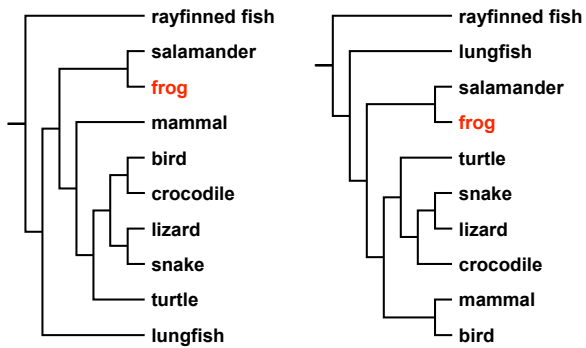 rayfinned fish
salamander
frog
mammal
bird
crocodile
lizard
snake
turtle
lungfish
rayfinned fish
lungfish
salamander
frog
turtle
snake
lizard
crocodile
mammal
bird